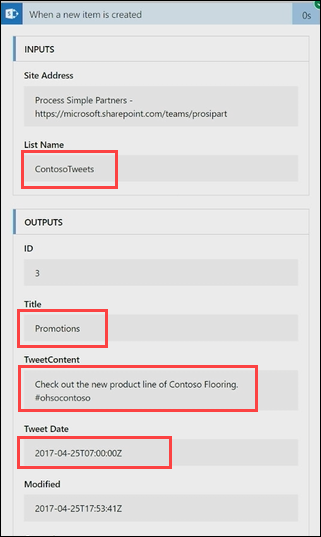 When a new item is created
0s
INPUTS
Site Address
Process Simple Partners -
https://microsoft.sharepoint.com/teams/prosipart
List Name
ContosoTweets
OUTPUTS
ID
3
Title
Promotions
TweetContent
Check out the new product line of Contoso Flooring.
#ohsocontoso
Tweet Date
2017-04-25T07:00:00Z
Modified
2017-04-25T17:53:41Z